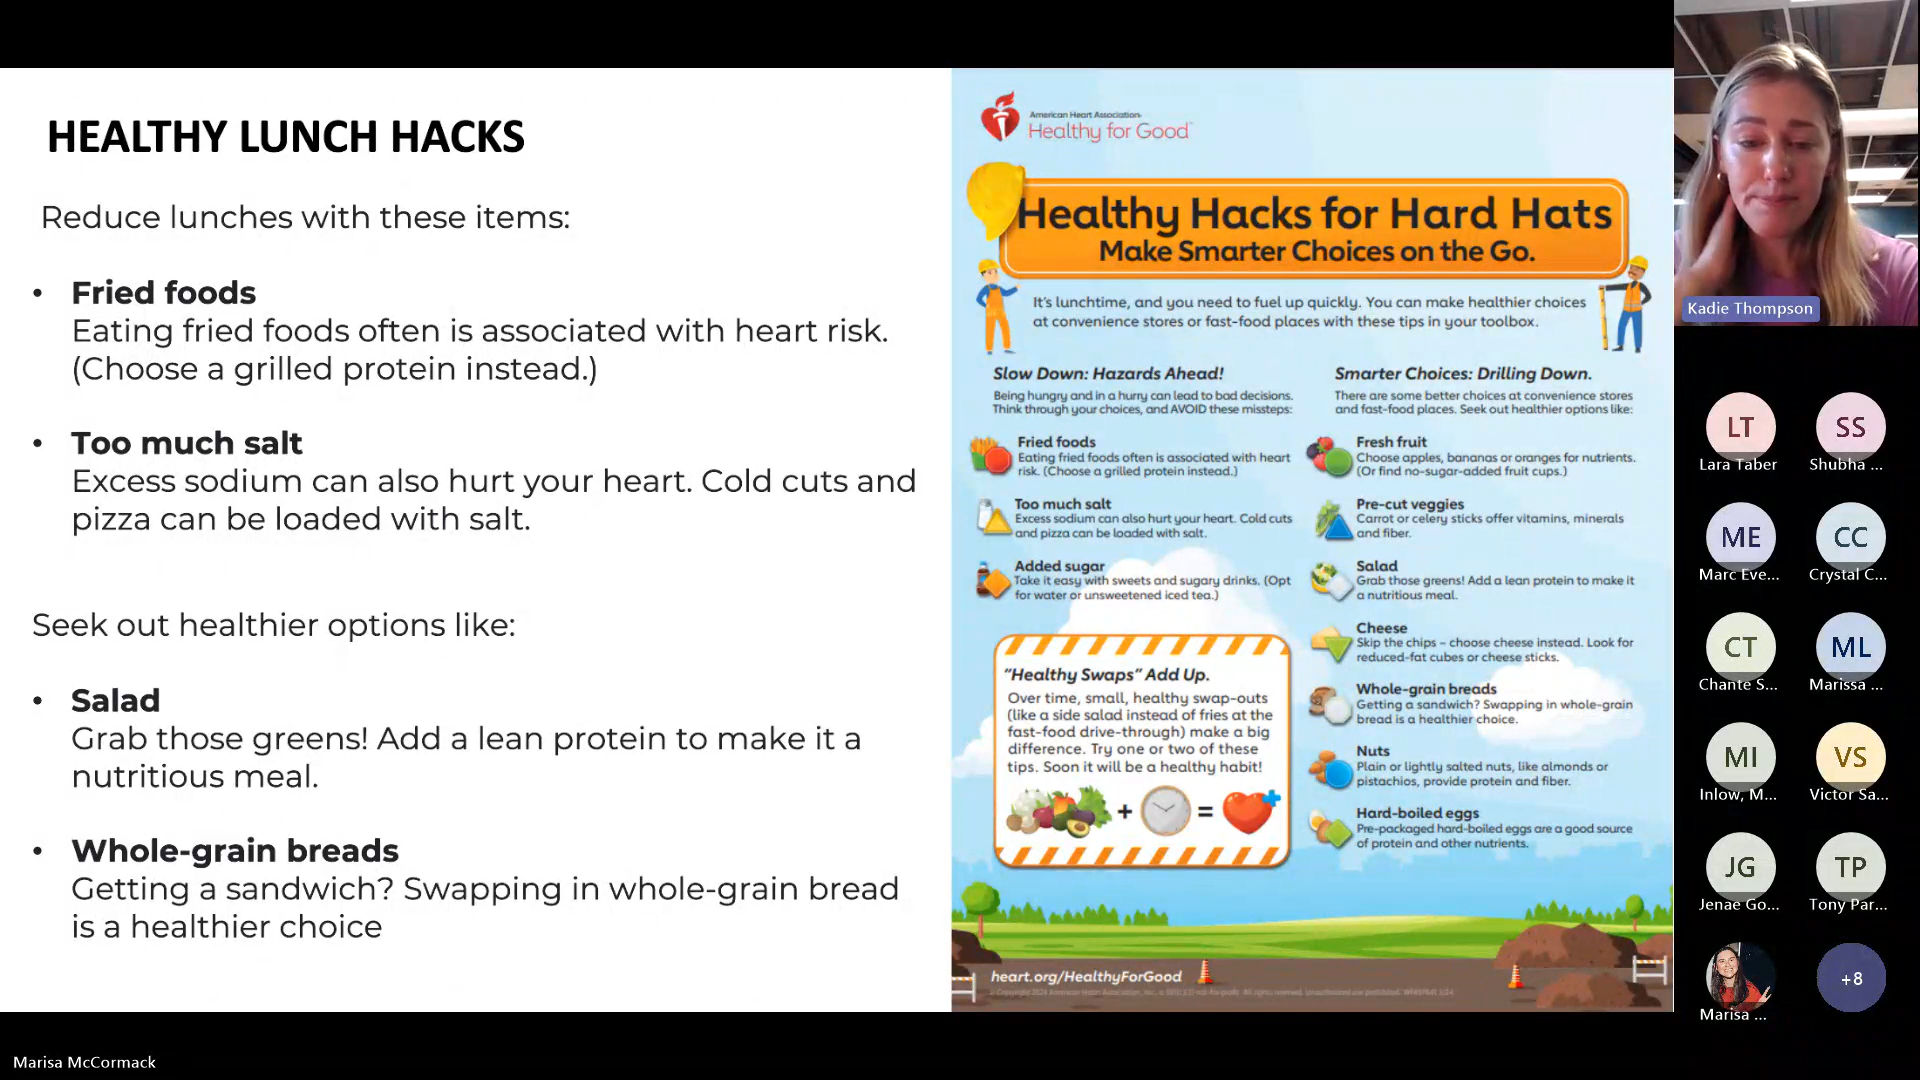 HEALTHY LUNCH HACKS
Reduce lunches with these items:
• Fried foods
Eating fried foods often is associated with heart risk.
(Choose a grilled protein instead.)
• Too much salt
Excess sodium can also hurt your heart. Cold cuts and
pizza can be loaded with salt.
Seek out healthier options like:
• Salad
Grab those greens! Add a lean protein to make it a
nutritious meal.
• Whole-grain breads
Getting a sandwich? Swapping in whole-grain bread
is a healthier choice
American Heart Association.
Healthy for Good™
Healthy Hacks for Hard Hats
Make Smarter Choices on the Go.
It's lunchtime, and you need to fuel up quickly. You can make healthier choices
at convenience stores or fast-food places with these tips in your toolbox.
Slow Down: Hazards Ahead!
Being hungry and in a hurry can lead to bad decisions.
Think through your choices, and AVOID these missteps:
Fried foods
Eating fried foods often is associated with heart
risk. (Choose a grilled protein instead.)
Too much salt
Excess sodium can also hurt your heart. Cold cuts
and pizza can be loaded with salt.
Added sugar
Take it easy with sweets and sugary drinks. (Opt
for water or unsweetened iced tea.)
"Healthy Swaps" Add Up.
Over time, small, healthy swap-outs
(like a side salad instead of fries at the
fast-food drive-through) make a big
difference. Try one or two of these
tips. Soon it will be a healthy habit!
+ =
Smarter Choices: Drilling Down.
There are some better choices at convenience stores
and fast-food places. Seek out healthier options like:
Fresh fruit
Choose apples, bananas or oranges for nutrients.
(Or find no-sugar-added fruit cups.)
Pre-cut veggies
Carrot or celery sticks offer vitamins, minerals
and fiber.
Salad
Grab those greens! Add a lean protein to make it
a nutritious meal.
Cheese
Skip the chips – choose cheese instead. Look for
reduced-fat cubes or cheese sticks.
Whole-grain breads
Getting a sandwich? Swapping in whole-grain
bread is a healthier choice.
Nuts
Plain or lightly salted nuts, like almonds or
pistachios, provide protein and fiber.
Hard-boiled eggs
Pre-packaged hard-boiled eggs are a good source
of protein and other nutrients.
heart.org/HealthyForGood
Kadie Thompson
LT SS
Lara Taber Shubha ...
ME CC
Marc Eve... Crystal C...
CT ML
Chante S... Marissa ...
MI VS
Inlow, M... Victor Sa...
JG TP
Jenae Go... Tony Par...
+8
Marisa ...
Marisa McCormack